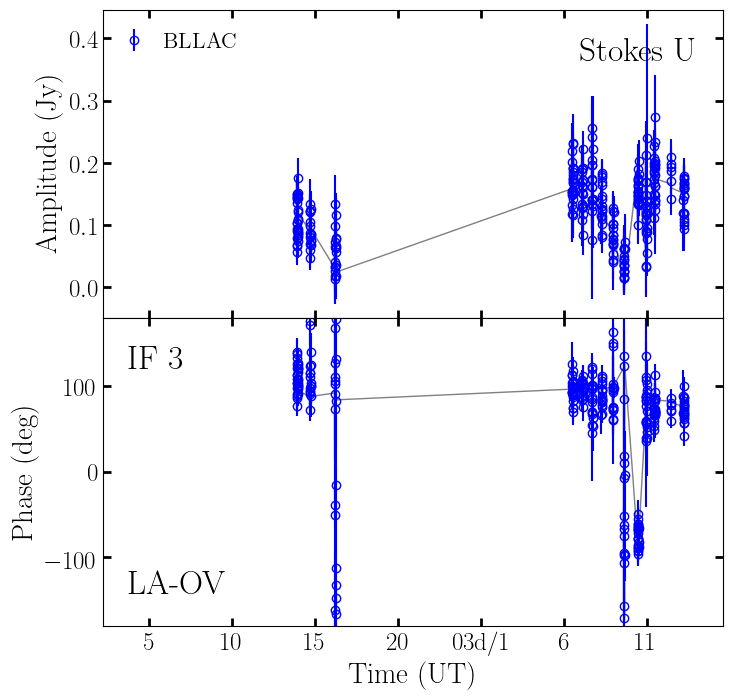 0.4
BLLAC
Stokes U
0.3
0.2
0.1
0.0
Amplitude (Jy)
IF 3
100
0
−100
Phase (deg)
LA-OV
5 10 15 20 03d/1 6 11
Time (UT)